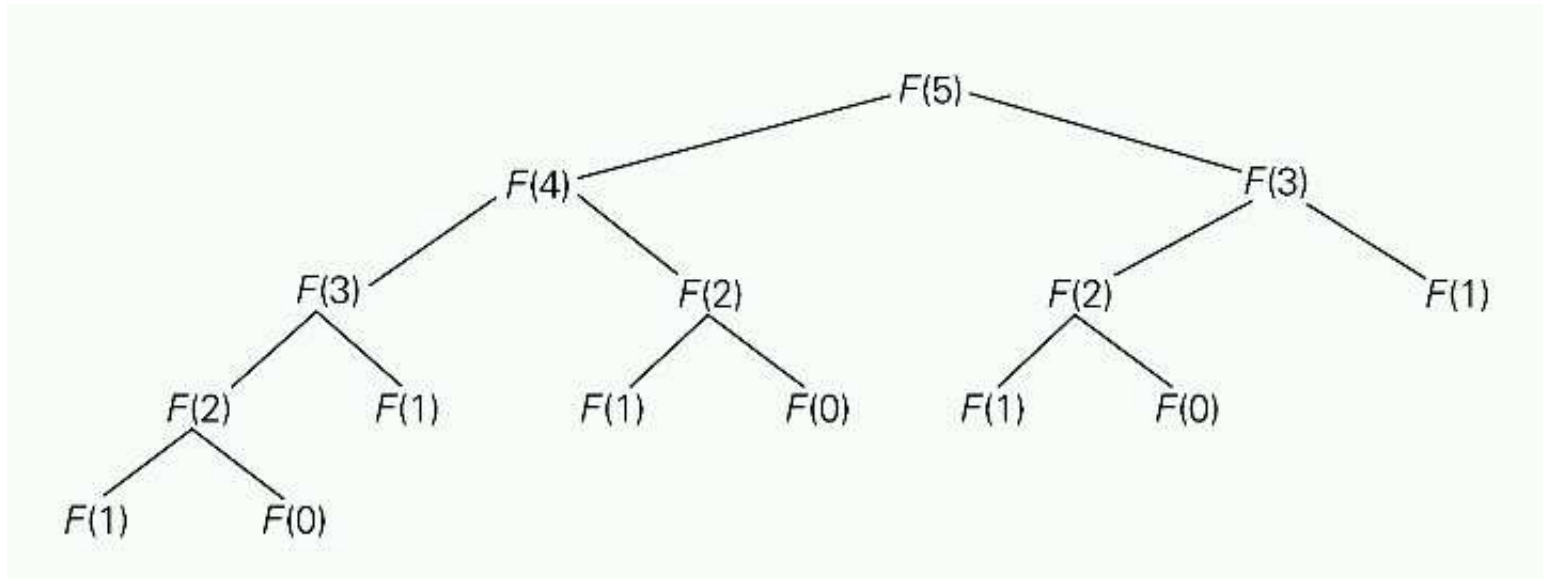 F(5)
F(4) F(3)
F(3) F(2) F(2) F(1)
F(2) F(1) F(1) F(0) F(1) F(0)
F(1) F(0)